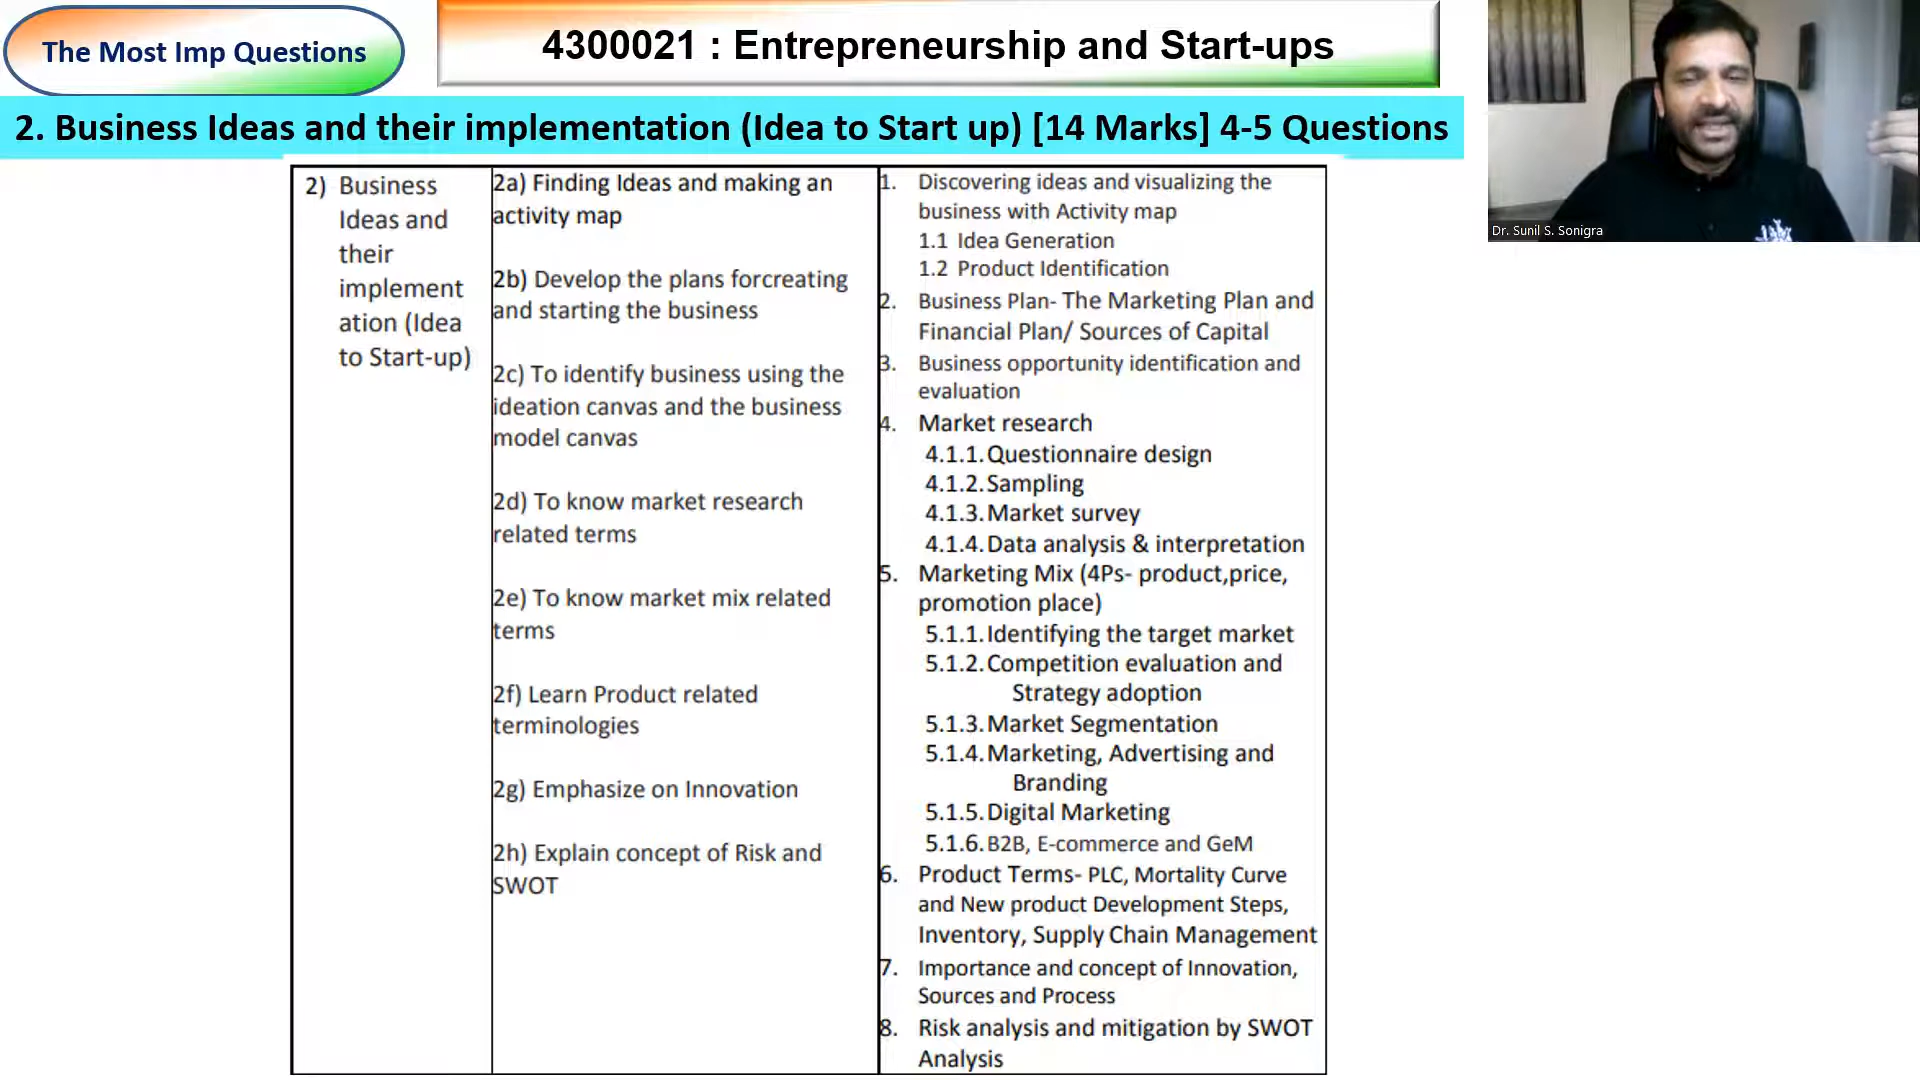 The Most Imp Questions
4300021 : Entrepreneurship and Start-ups
2. Business Ideas and their implementation (Idea to Start up) [14 Marks] 4-5 Questions
Dr. Sunil S. Sonigra
2) Business
Ideas and
their
implement
ation (Idea
to Start-up)
2a) Finding Ideas and making an
activity map
2b) Develop the plans forcreating
and starting the business
2c) To identify business using the
ideation canvas and the business
model canvas
2d) To know market research
related terms
2e) To know market mix related
terms
2f) Learn Product related
terminologies
2g) Emphasize on Innovation
2h) Explain concept of Risk and
SWOT
1. Discovering ideas and visualizing the
business with Activity map
1.1 Idea Generation
1.2 Product Identification
2. Business Plan- The Marketing Plan and
Financial Plan/ Sources of Capital
3. Business opportunity identification and
evaluation
4. Market research
4.1.1. Questionnaire design
4.1.2. Sampling
4.1.3. Market survey
4.1.4. Data analysis & interpretation
5. Marketing Mix (4Ps- product,price,
promotion place)
5.1.1. Identifying the target market
5.1.2. Competition evaluation and
Strategy adoption
5.1.3. Market Segmentation
5.1.4. Marketing, Advertising and
Branding
5.1.5. Digital Marketing
5.1.6. B2B, E-commerce and GeM
6. Product Terms- PLC, Mortality Curve
and New product Development Steps,
Inventory, Supply Chain Management
7. Importance and concept of Innovation,
Sources and Process
8. Risk analysis and mitigation by SWOT
Analysis